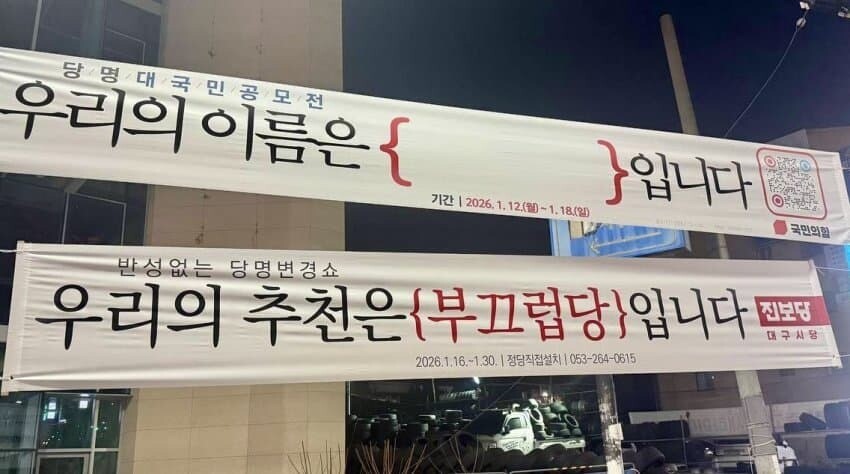 당명대국민공모전
우리의 이름은 { } 입니다
기간 | 2026. 1. 12.(월) ~ 1. 18.(일)
국민의힘
반성없는 당명변경쇼
우리의 추천은 {부끄럽당} 입니다
진보당
대구시당
2026. 1. 16. ~ 1. 30. | 정당직접설치 | 053-264-0615